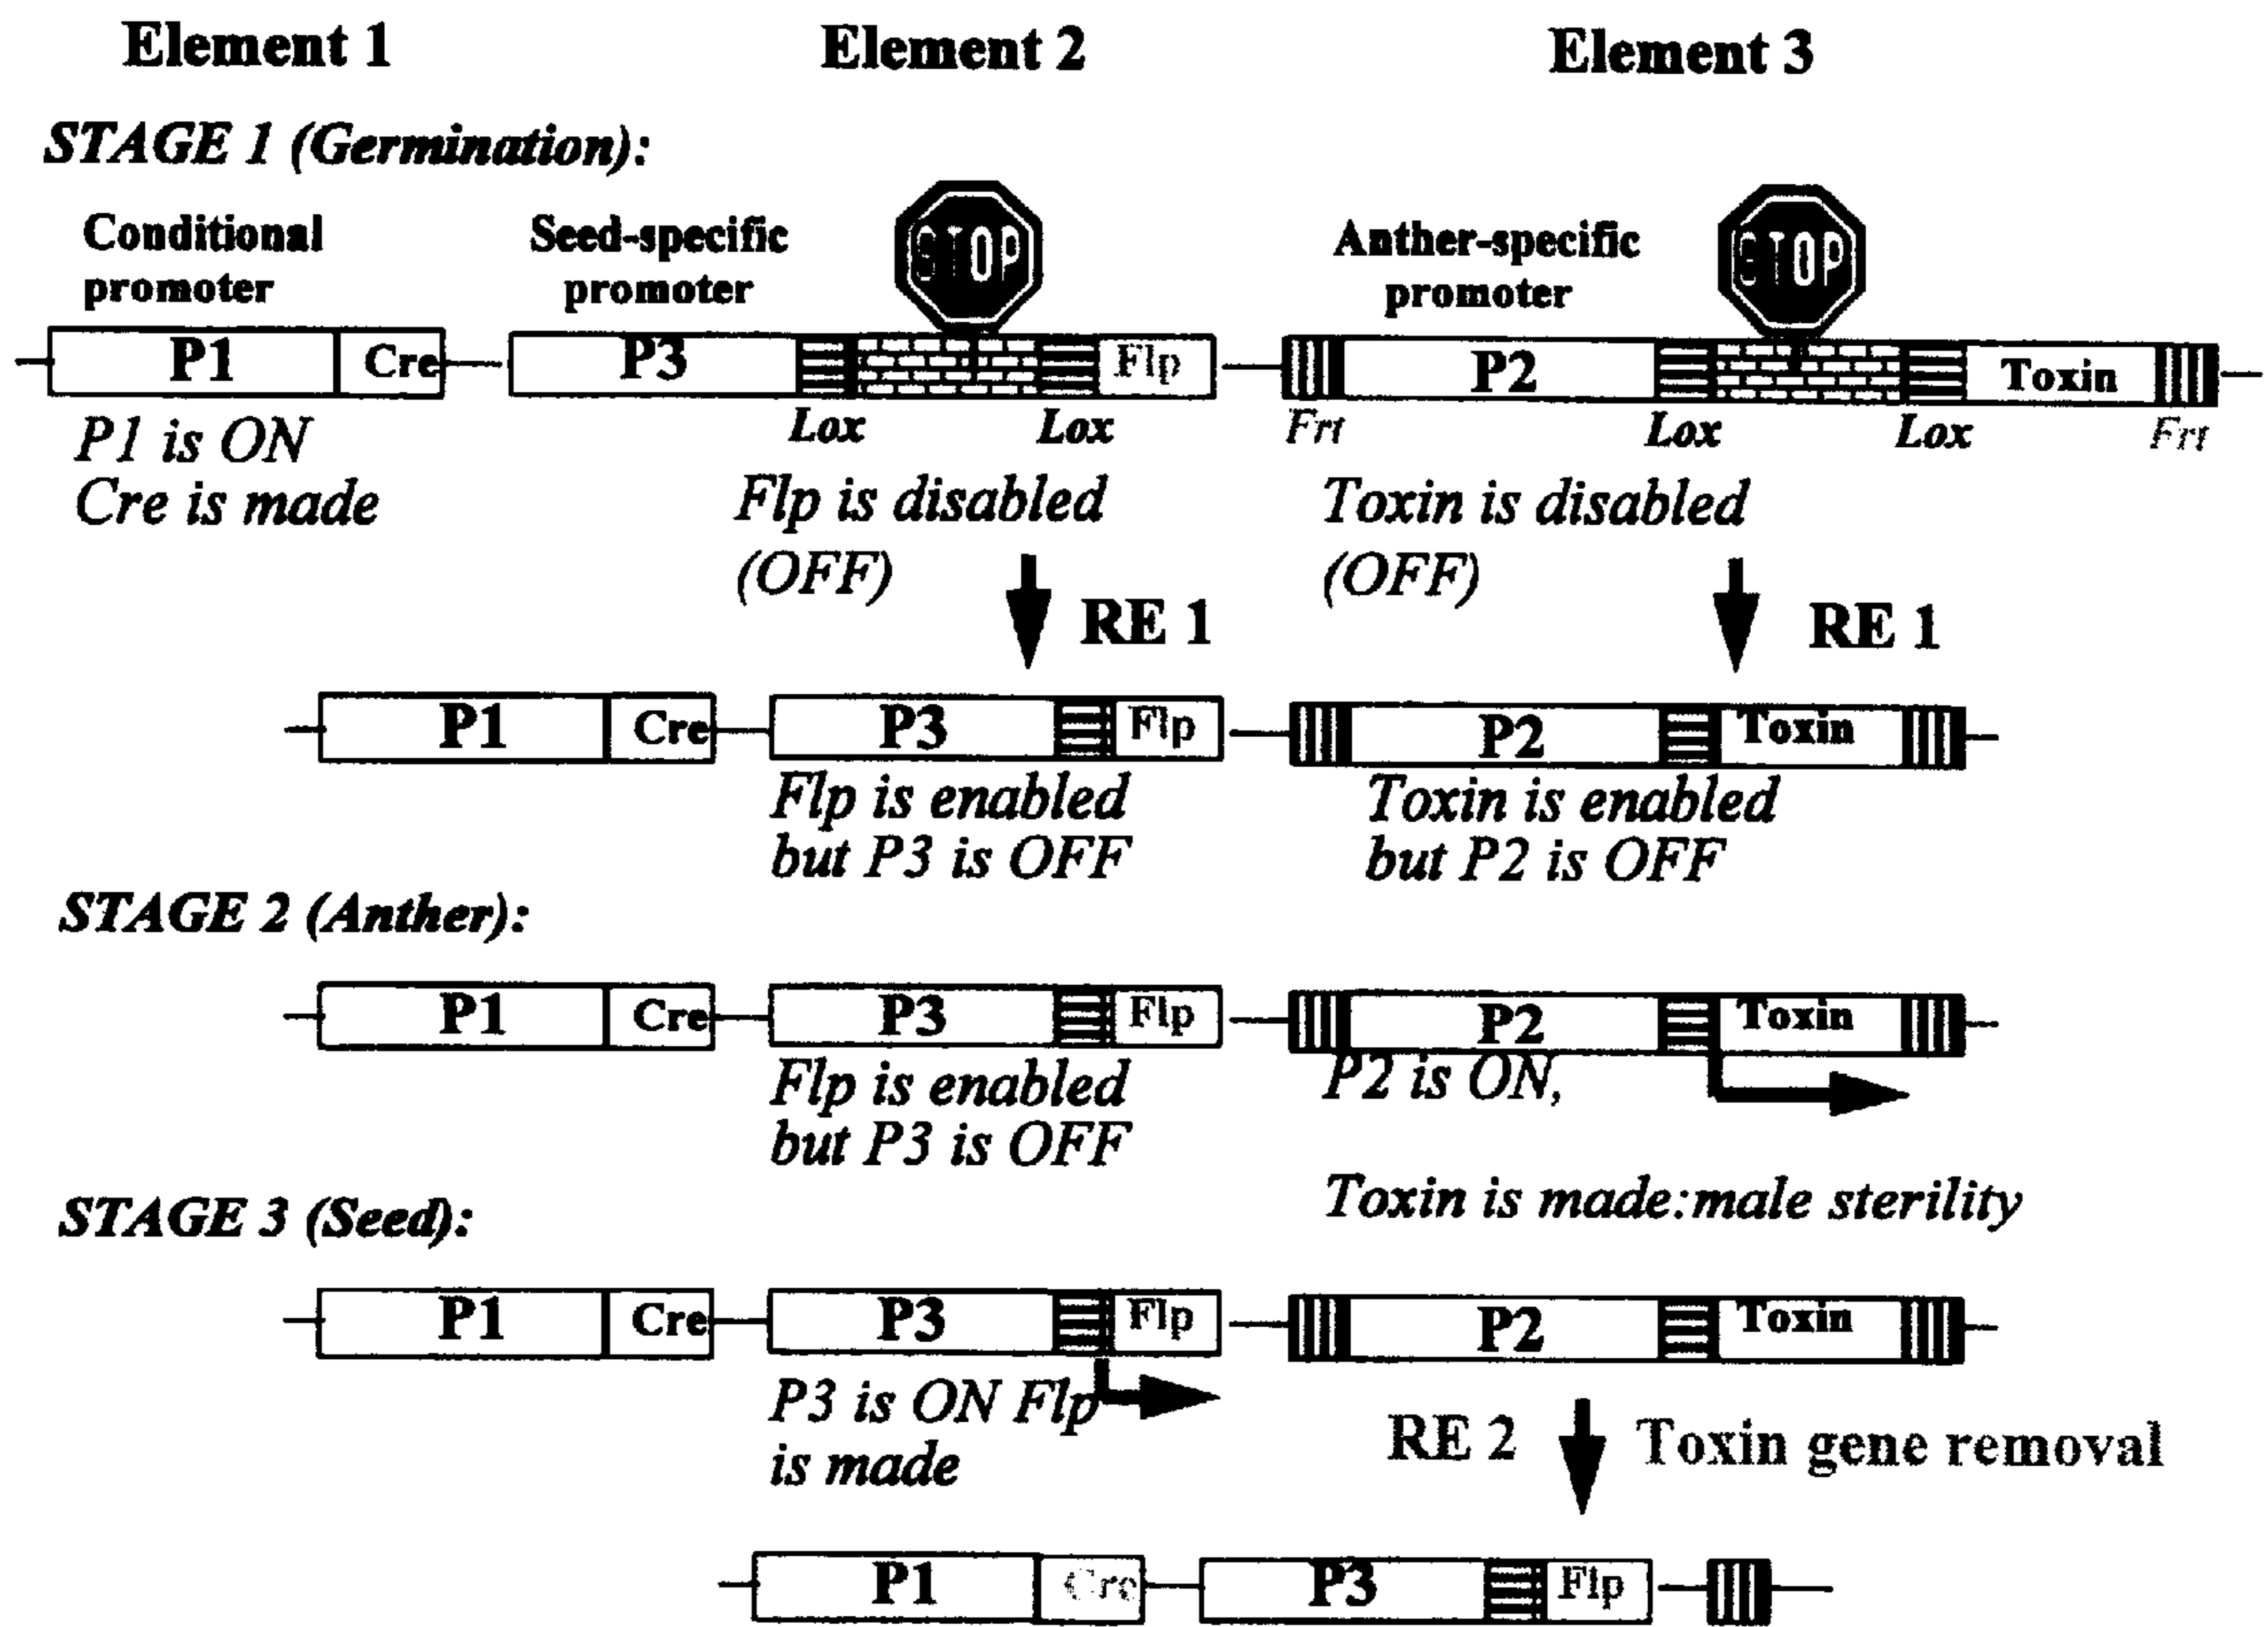 Element 1 Element 2 Element 3
STAGE 1 (Germination):
Conditional promoter
Seed-specific promoter
STOP
Anther-specific promoter
STOP
P1 Cre P3 Flp P2 Toxin
Lox Lox Frt Lox Lox Frt
P1 is ON
Cre is made
Flp is disabled
(OFF)
Toxin is disabled
(OFF)
RE 1 RE 1
P1 Cre P3 Flp P2 Toxin
Flp is enabled
but P3 is OFF
Toxin is enabled
but P2 is OFF
STAGE 2 (Anther):
P1 Cre P3 Flp P2 Toxin
Flp is enabled
but P3 is OFF
P2 is ON,
Toxin is made:male sterility
STAGE 3 (Seed):
P1 Cre P3 Flp P2 Toxin
P3 is ON Flp
is made
RE 2 Toxin gene removal
P1 Cre P3 Flp